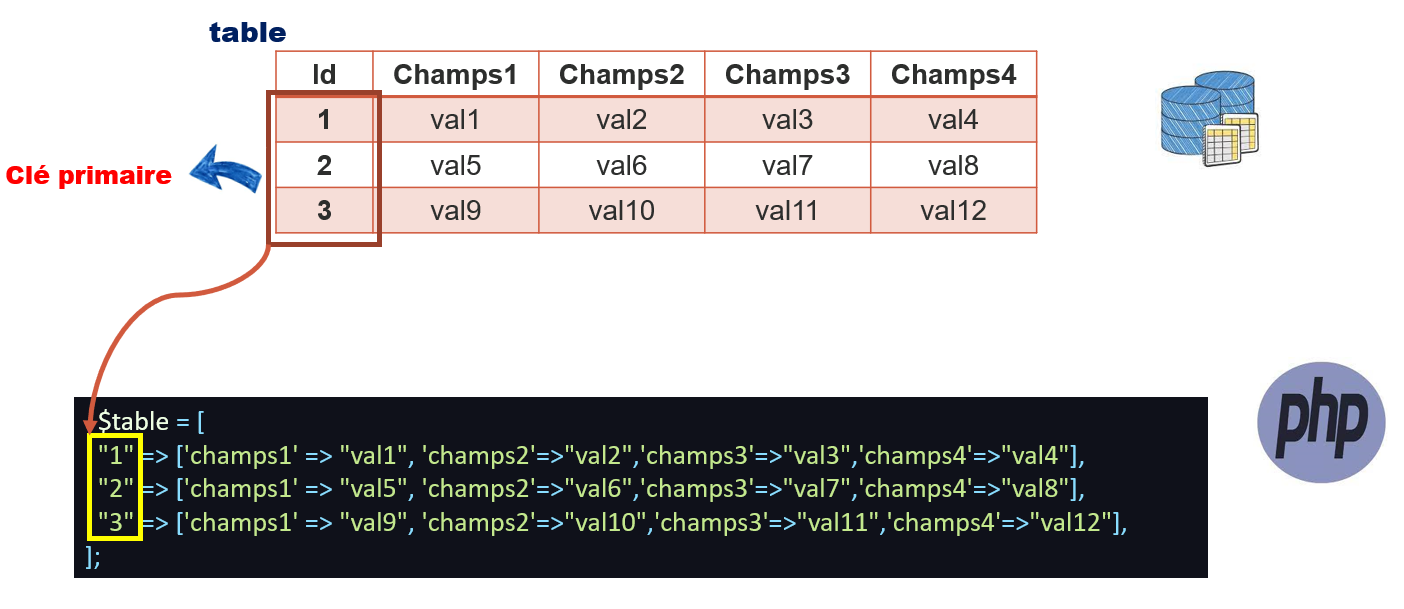 table
Id Champs1 Champs2 Champs3 Champs4
1 val1 val2 val3 val4
Clé primaire
2 val5 val6 val7 val8
3 val9 val10 val11 val12
php
$table = [
"1" => ['champs1' => "val1", 'champs2'=>"val2",'champs3'=>"val3",'champs4'=>"val4"],
"2" => ['champs1' => "val5", 'champs2'=>"val6",'champs3'=>"val7",'champs4'=>"val8"],
"3" => ['champs1' => "val9", 'champs2'=>"val10",'champs3'=>"val11",'champs4'=>"val12"],
];